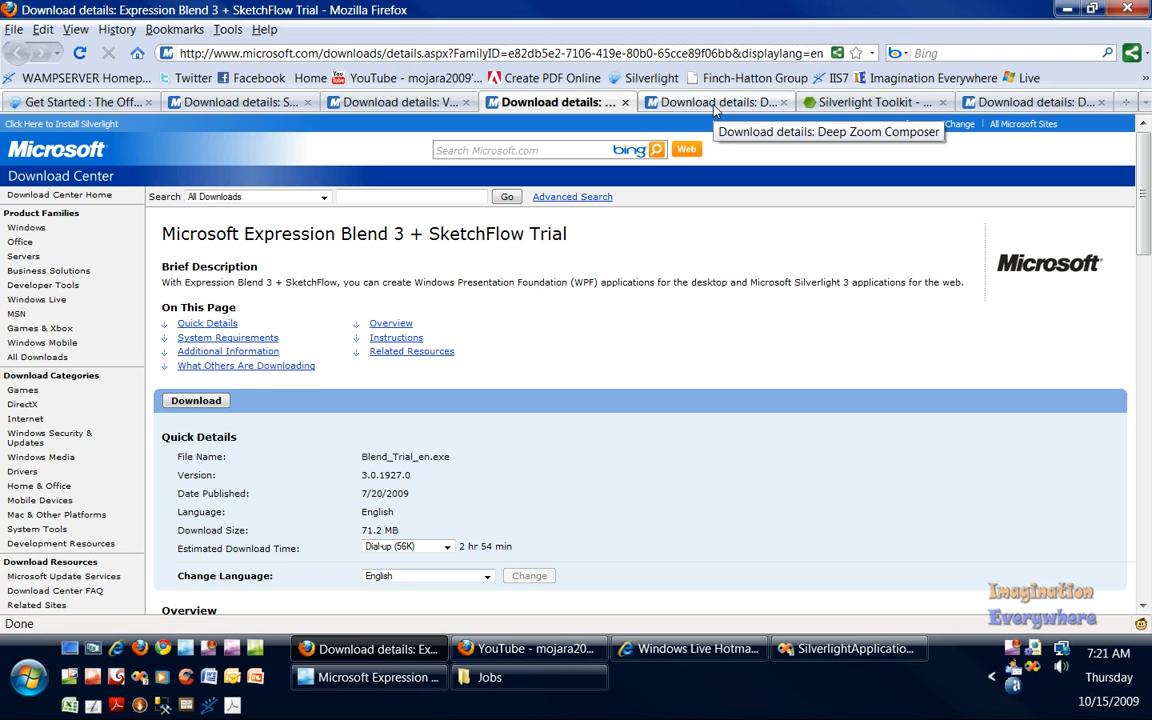 Download details: Expression Blend 3 + SketchFlow Trial - Mozilla Firefox
File Edit View History Bookmarks Tools Help
http://www.microsoft.com/downloads/details.aspx?FamilyID=e82db5e2-7106-419e-80b0-65cce89f06bb&displaylang=en Bing
WAMPSERVER Homep... Twitter Facebook Home YouTube - mojara2009'... Create PDF Online Silverlight Finch-Hatton Group IIS7 Imagination Everywhere Live
Get Started : The Off... Download details: S... Download details: V... Download details: ... Download details: D... Silverlight Toolkit - ... Download details: D...
Click Here to Install Silverlight Change | All Microsoft Sites
Download details: Deep Zoom Composer
Microsoft Search Microsoft.com bing Web
Download Center
Download Center Home
Search All Downloads Go Advanced Search
Product Families
Windows
Office
Servers
Business Solutions
Developer Tools
Windows Live
MSN
Games & Xbox
Windows Mobile
All Downloads
Download Categories
Games
DirectX
Internet
Windows Security &
Updates
Windows Media
Drivers
Home & Office
Mobile Devices
Mac & Other Platforms
System Tools
Development Resources
Download Resources
Microsoft Update Services
Download Center FAQ
Related Sites
Microsoft Expression Blend 3 + SketchFlow Trial
Brief Description
With Expression Blend 3 + SketchFlow, you can create Windows Presentation Foundation (WPF) applications for the desktop and Microsoft Silverlight 3 applications for the web.
Microsoft
On This Page
Quick Details Overview
System Requirements Instructions
Additional Information Related Resources
What Others Are Downloading
Download
Quick Details
File Name: Blend_Trial_en.exe
Version: 3.0.1927.0
Date Published: 7/20/2009
Language: English
Download Size: 71.2 MB
Estimated Download Time: Dial-up (56K) 2 hr 54 min
Change Language: English Change
Overview
Imagination
Everywhere
Done
Download details: Ex... YouTube - mojara20... Windows Live Hotma... SilverlightApplicatio...
Microsoft Expression ... Jobs
7:21 AM
Thursday
10/15/2009